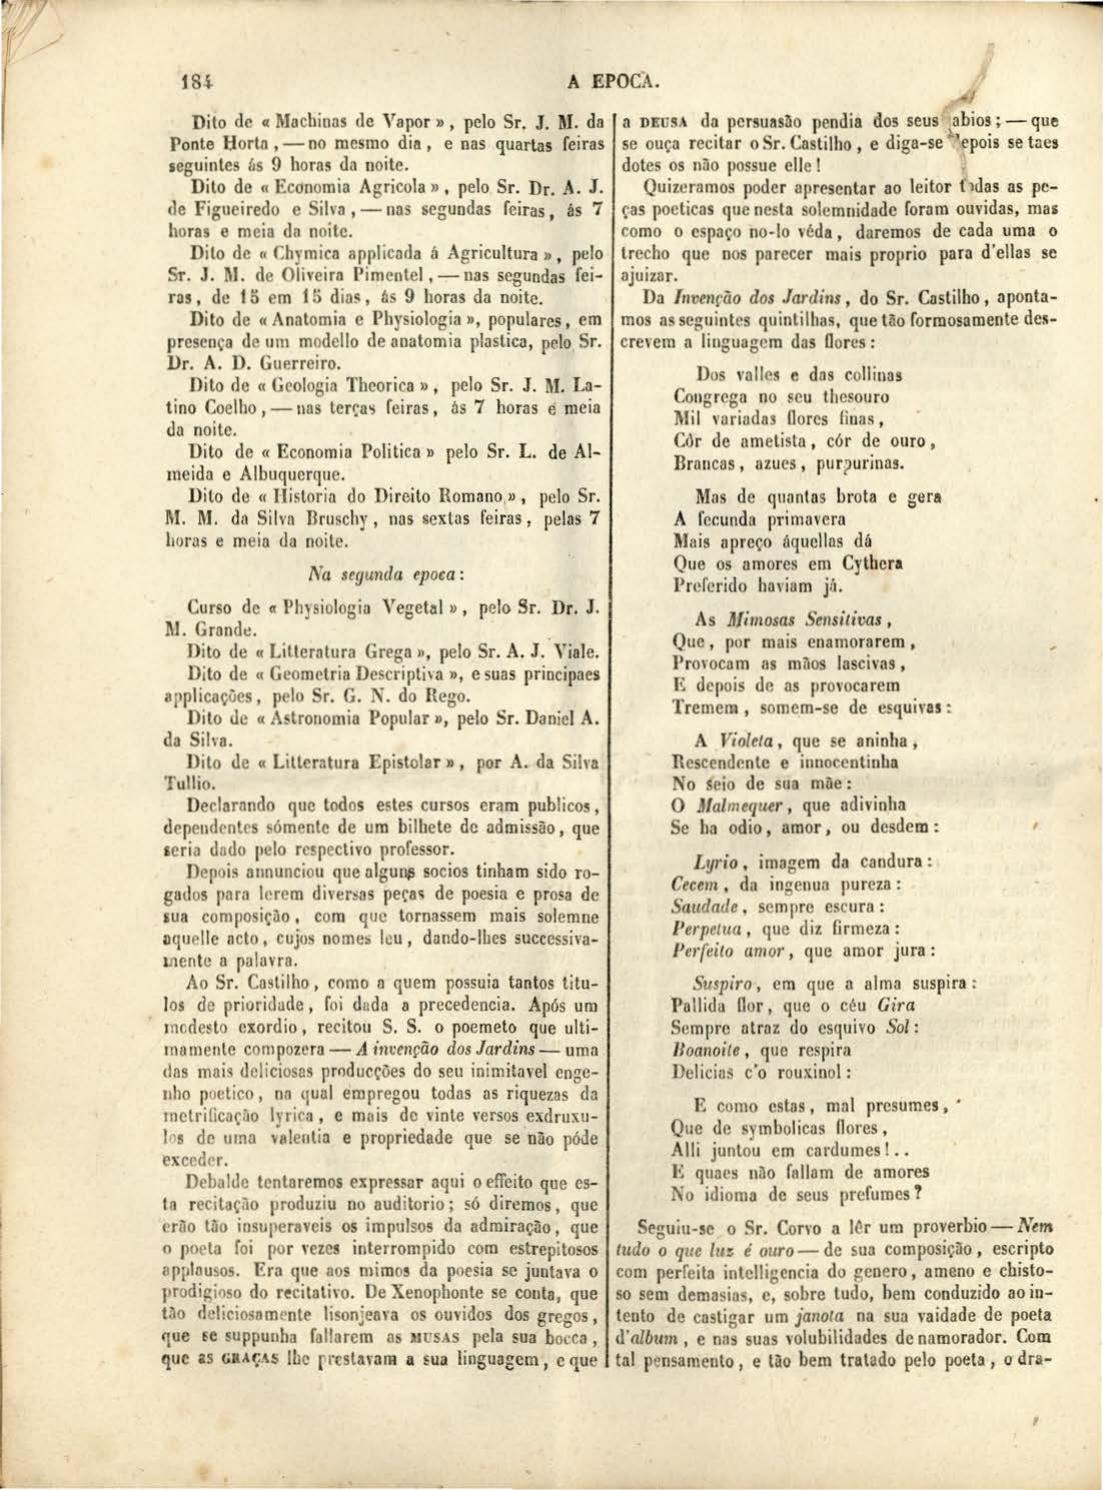 184
A EPOCA.
Dito de « Machinas de Vapor », pelo Sr. J. M. da
Ponte Horta, — no mesmo dia, e nas quartas feiras
seguintes ás 9 horas da noite.
Dito de « Economia Agricola », pelo Sr. Dr. A. J.
de Figueiredo e Silva, — nas segundas feiras, ás 7
horas e meia da noite.
Dito de « Chymica applicada á Agricultura », pelo
Sr. J. M. de Oliveira Pimentel, — nas segundas fei-
ras, de 15 em 15 dias, ás 9 horas da noite.
Dito de « Anatomia e Physiologia », populares, em
presença de um modello de anatomia plastica, pelo Sr.
Dr. A. D. Guerreiro.
Dito de « Geologia Theorica », pelo Sr. J. M. La-
tino Coelho, — nas terças feiras, ás 7 horas e meia
da noite.
Dito de « Economia Politica » pelo Sr. L. de Al-
meida e Albuquerque.
Dito de « Historia do Direito Romano », pelo Sr.
M. M. da Silva Bruschy, nas sextas feiras, pelas 7
horas e meia da noite.
Na segunda epoca:
Curso de « Physiologia Vegetal », pelo Sr. Dr. J.
M. Grande.
Dito de « Litteratura Grega », pelo Sr. A. J. Viale.
Dito de « Geometria Descriptiva », e suas principaes
applicações, pelo Sr. G. N. do Rego.
Dito de « Astronomia Popular », pelo Sr. Daniel A.
da Silva.
Dito de « Litteratura Epistolar », por A. da Silva
Tullio.
Declarando que todos estes cursos eram publicos,
dependentes sómente de um bilhete de admissão, que
seria dado pelo respectivo professor.
Depois annunciou que alguns socios tinham sido ro-
gados para lerem diversas peças de poesia e prosa de
sua composição, com que tornassem mais solemne
aquelle acto, cujos nomes leu, dando-lhes successiva-
mente a palavra.
Ao Sr. Castilho, como a quem possuia tantos titu-
los de prioridade, foi dada a precedencia. Após um
modesto exordio, recitou S. S. o poemeto que ulti-
mamente compozera — A invenção dos Jardins — uma
das mais deliciosas producções do seu inimitavel enge-
nho poetico, na qual empregou todas as riquezas da
metrificação lyrica, e mais de vinte versos exdruxu-
los de uma valentia e propriedade que se não póde
exceder.
Debalde tentaremos expressar aqui o effeito que es-
ta recitação produziu no auditorio; só diremos, que
erão tão insuperaveis os impulsos da admiração, que
o poeta foi por vezes interrompido com estrepitosos
applausos. Era que aos mimos da poesia se juntava o
prodigioso do recitativo. De Xenophonte se conta, que
tão deliciosamente lisonjeava os ouvidos dos gregos,
que se suppunha fallarem as MUSAS pela sua bocca,
que as GRAÇAS lhe prestavam a sua linguagem, e que
a DEUSA da persuasão pendia dos seus labios; — que
se ouça recitar o Sr. Castilho, e diga-se depois se taes
dotes os não possue elle!
Quizeramos poder apresentar ao leitor todas as pe-
ças poeticas que nesta solemnidade foram ouvidas, mas
como o espaço no-lo véda, daremos de cada uma o
trecho que nos parecer mais proprio para d'ellas se
ajuizar.
Da Invenção dos Jardins, do Sr. Castilho, aponta-
mos as seguintes quintilhas, que tão formosamente des-
crevem a linguagem das flores:
Dos valles e das collinas
Congrega no seu thesouro
Mil variadas flores finas,
Côr de ametista, côr de ouro,
Brancas, azues, purpurinas.
Mas de quantas brota e gera
A fecunda primavera
Mais apreço áquellas dá
Que os amores em Cythera
Preferido haviam já.
As Mimosas Sensitivas,
Que, por mais enamorarem,
Provocam as mãos lascivas,
E depois de as provocarem
Tremem, somem-se de esquivas:
A Violeta, que se aninha,
Rescendente e innocentinha
No seio de sua mãe:
O Malmequer, que adivinha
Se ha odio, amor, ou desdem:
Lyrio, imagem da candura:
Cecem, da ingenua pureza:
Saudade, sempre escura:
Perpetua, que diz firmeza:
Perfeito amor, que amor jura:
Suspiro, em que a alma suspira:
Pallida flor, que o céu Gira
Sempre atraz do esquivo Sol:
Boanoite, que respira
Delicias c'o rouxinol:
E como estas, mal presumes,
Que de symbolicas flores,
Alli juntou em cardumes!..
E quaes não fallam de amores
No idioma de seus prefumes?
Seguiu-se o Sr. Corvo a lêr um proverbio — Nem
tudo o que luz é ouro — de sua composição, escripto
com perfeita intelligencia do genero, ameno e chisto-
so sem demasias, e, sobre tudo, bem conduzido ao in-
tento de castigar um janota na sua vaidade de poeta
d'album, e nas suas volubilidades de namorador. Com
tal pensamento, e tão bem tratado pelo poeta, o dra-